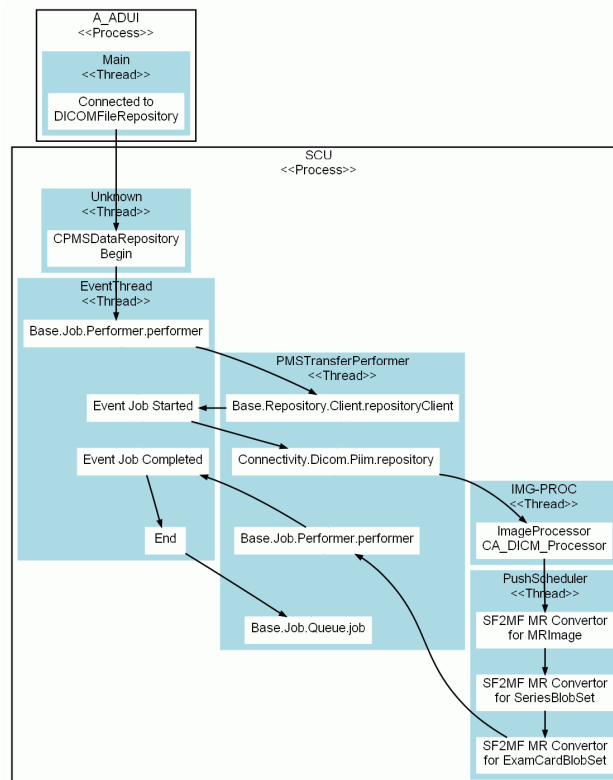 A_ADUI
<<Process>>
Main
<<Thread>>
Connected to
DICOMFileRepository
SCU
<<Process>>
Unknown
<<Thread>>
CPMSDataRepository
Begin
EventThread
<<Thread>>
Base.Job.Performer.performer
PMSTransferPerformer
<<Thread>>
Event Job Started
Base.Repository.Client.repositoryClient
Event Job Completed
Connectivity.Dicom.Piim.repository
IMG-PROC
<<Thread>>
End
Base.Job.Performer.performer
ImageProcessor
CA_DICM_Processor
PushScheduler
<<Thread>>
Base.Job.Queue.job
SF2MF MR Convertor
for MRImage
SF2MF MR Convertor
for SeriesBlobSet
SF2MF MR Convertor
for ExamCardBlobSet